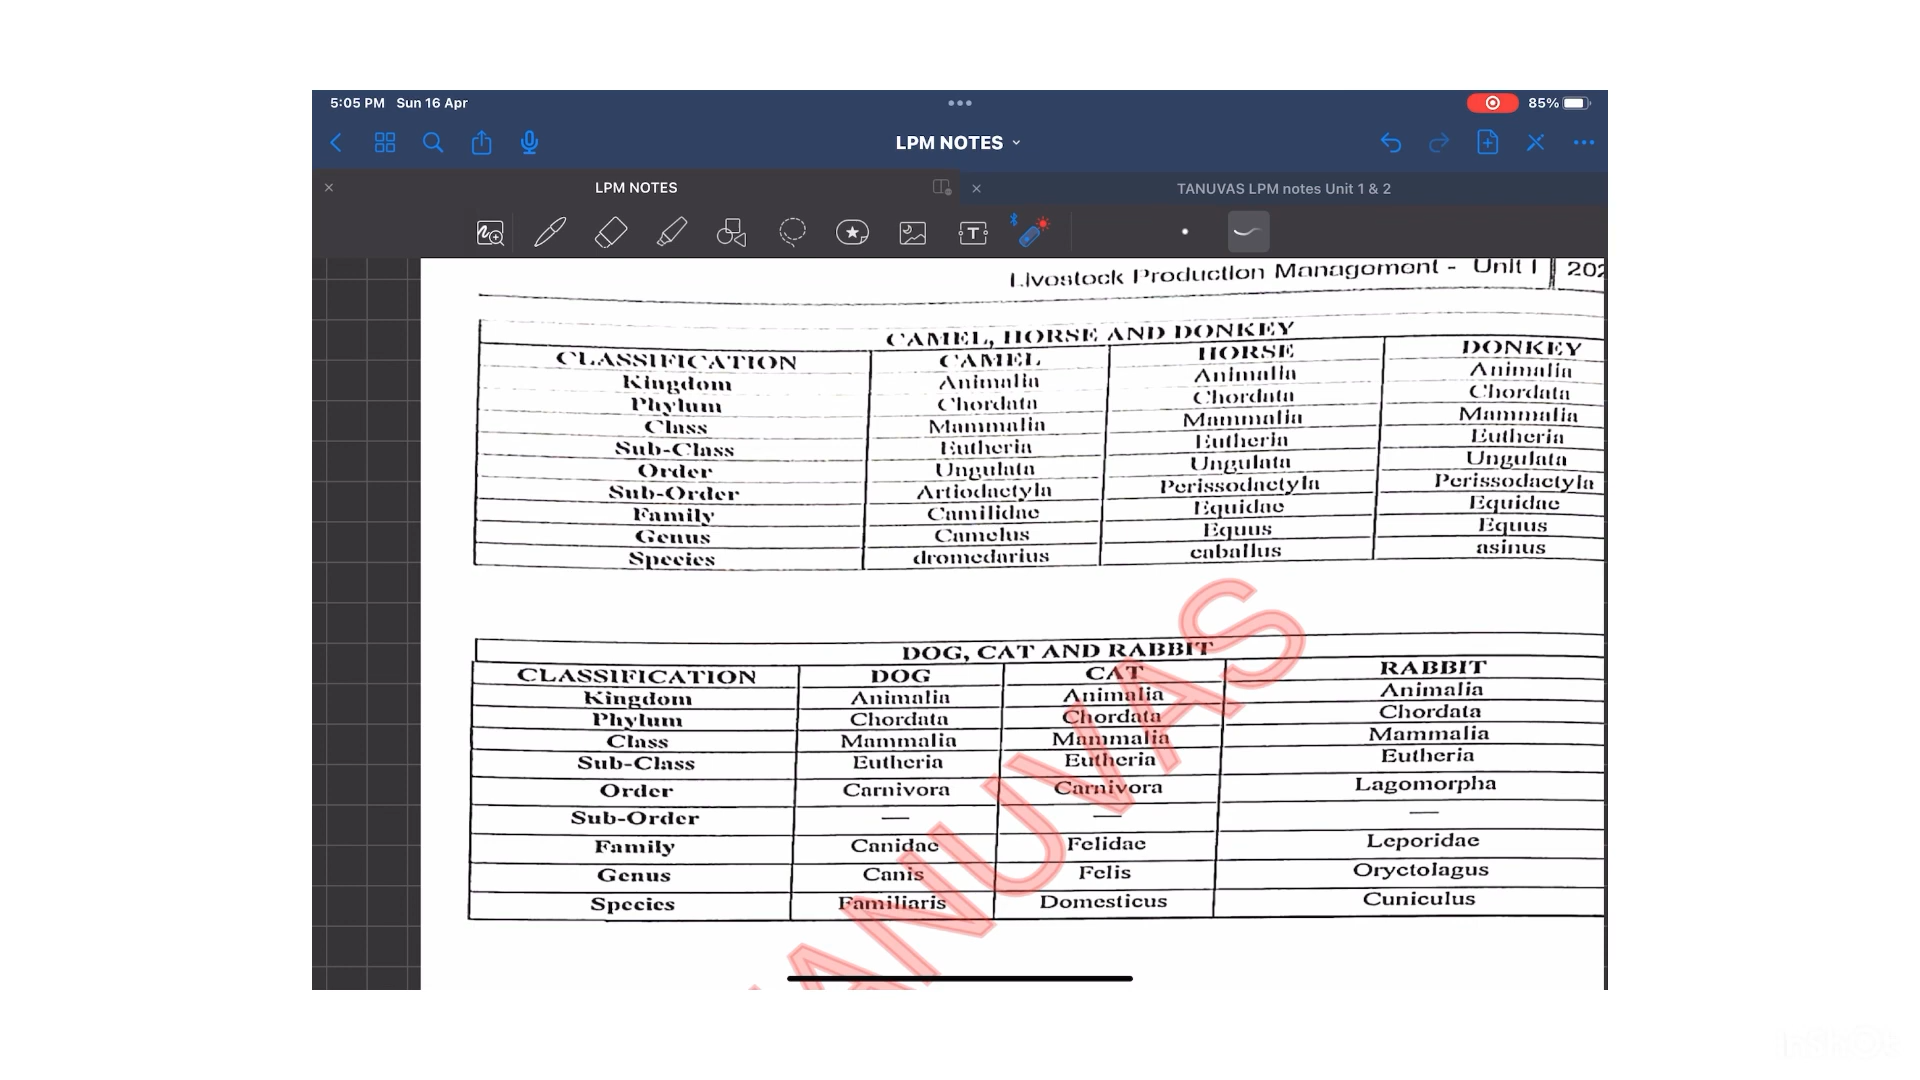 5:05 PM Sun 16 Apr
85%
LPM NOTES
LPM NOTES
TANUVAS LPM notes Unit 1 & 2
Livestock Production Management - Unit I 202
CAMEL, HORSE AND DONKEY
CLASSIFICATION CAMEL HORSE DONKEY
Kingdom Animalia Animalia Animalia
Phylum Chordata Chordata Chordata
Class Mammalia Mammalia Mammalia
Sub-Class Eutheria Eutheria Eutheria
Order Ungulata Ungulata Ungulata
Sub-Order Artiodactyla Perissodactyla Perissodactyla
Family Camilidae Equidae Equidae
Genus Camelus Equus Equus
Species dromedarius caballus asinus
DOG, CAT AND RABBIT
CLASSIFICATION DOG CAT RABBIT
Kingdom Animalia Animalia Animalia
Phylum Chordata Chordata Chordata
Class Mammalia Mammalia Mammalia
Sub-Class Eutheria Eutheria Eutheria
Order Carnivora Carnivora Lagomorpha
Sub-Order — — —
Family Canidae Felidae Leporidae
Genus Canis Felis Oryctolagus
Species Familiaris Domesticus Cuniculus
ANUVAS